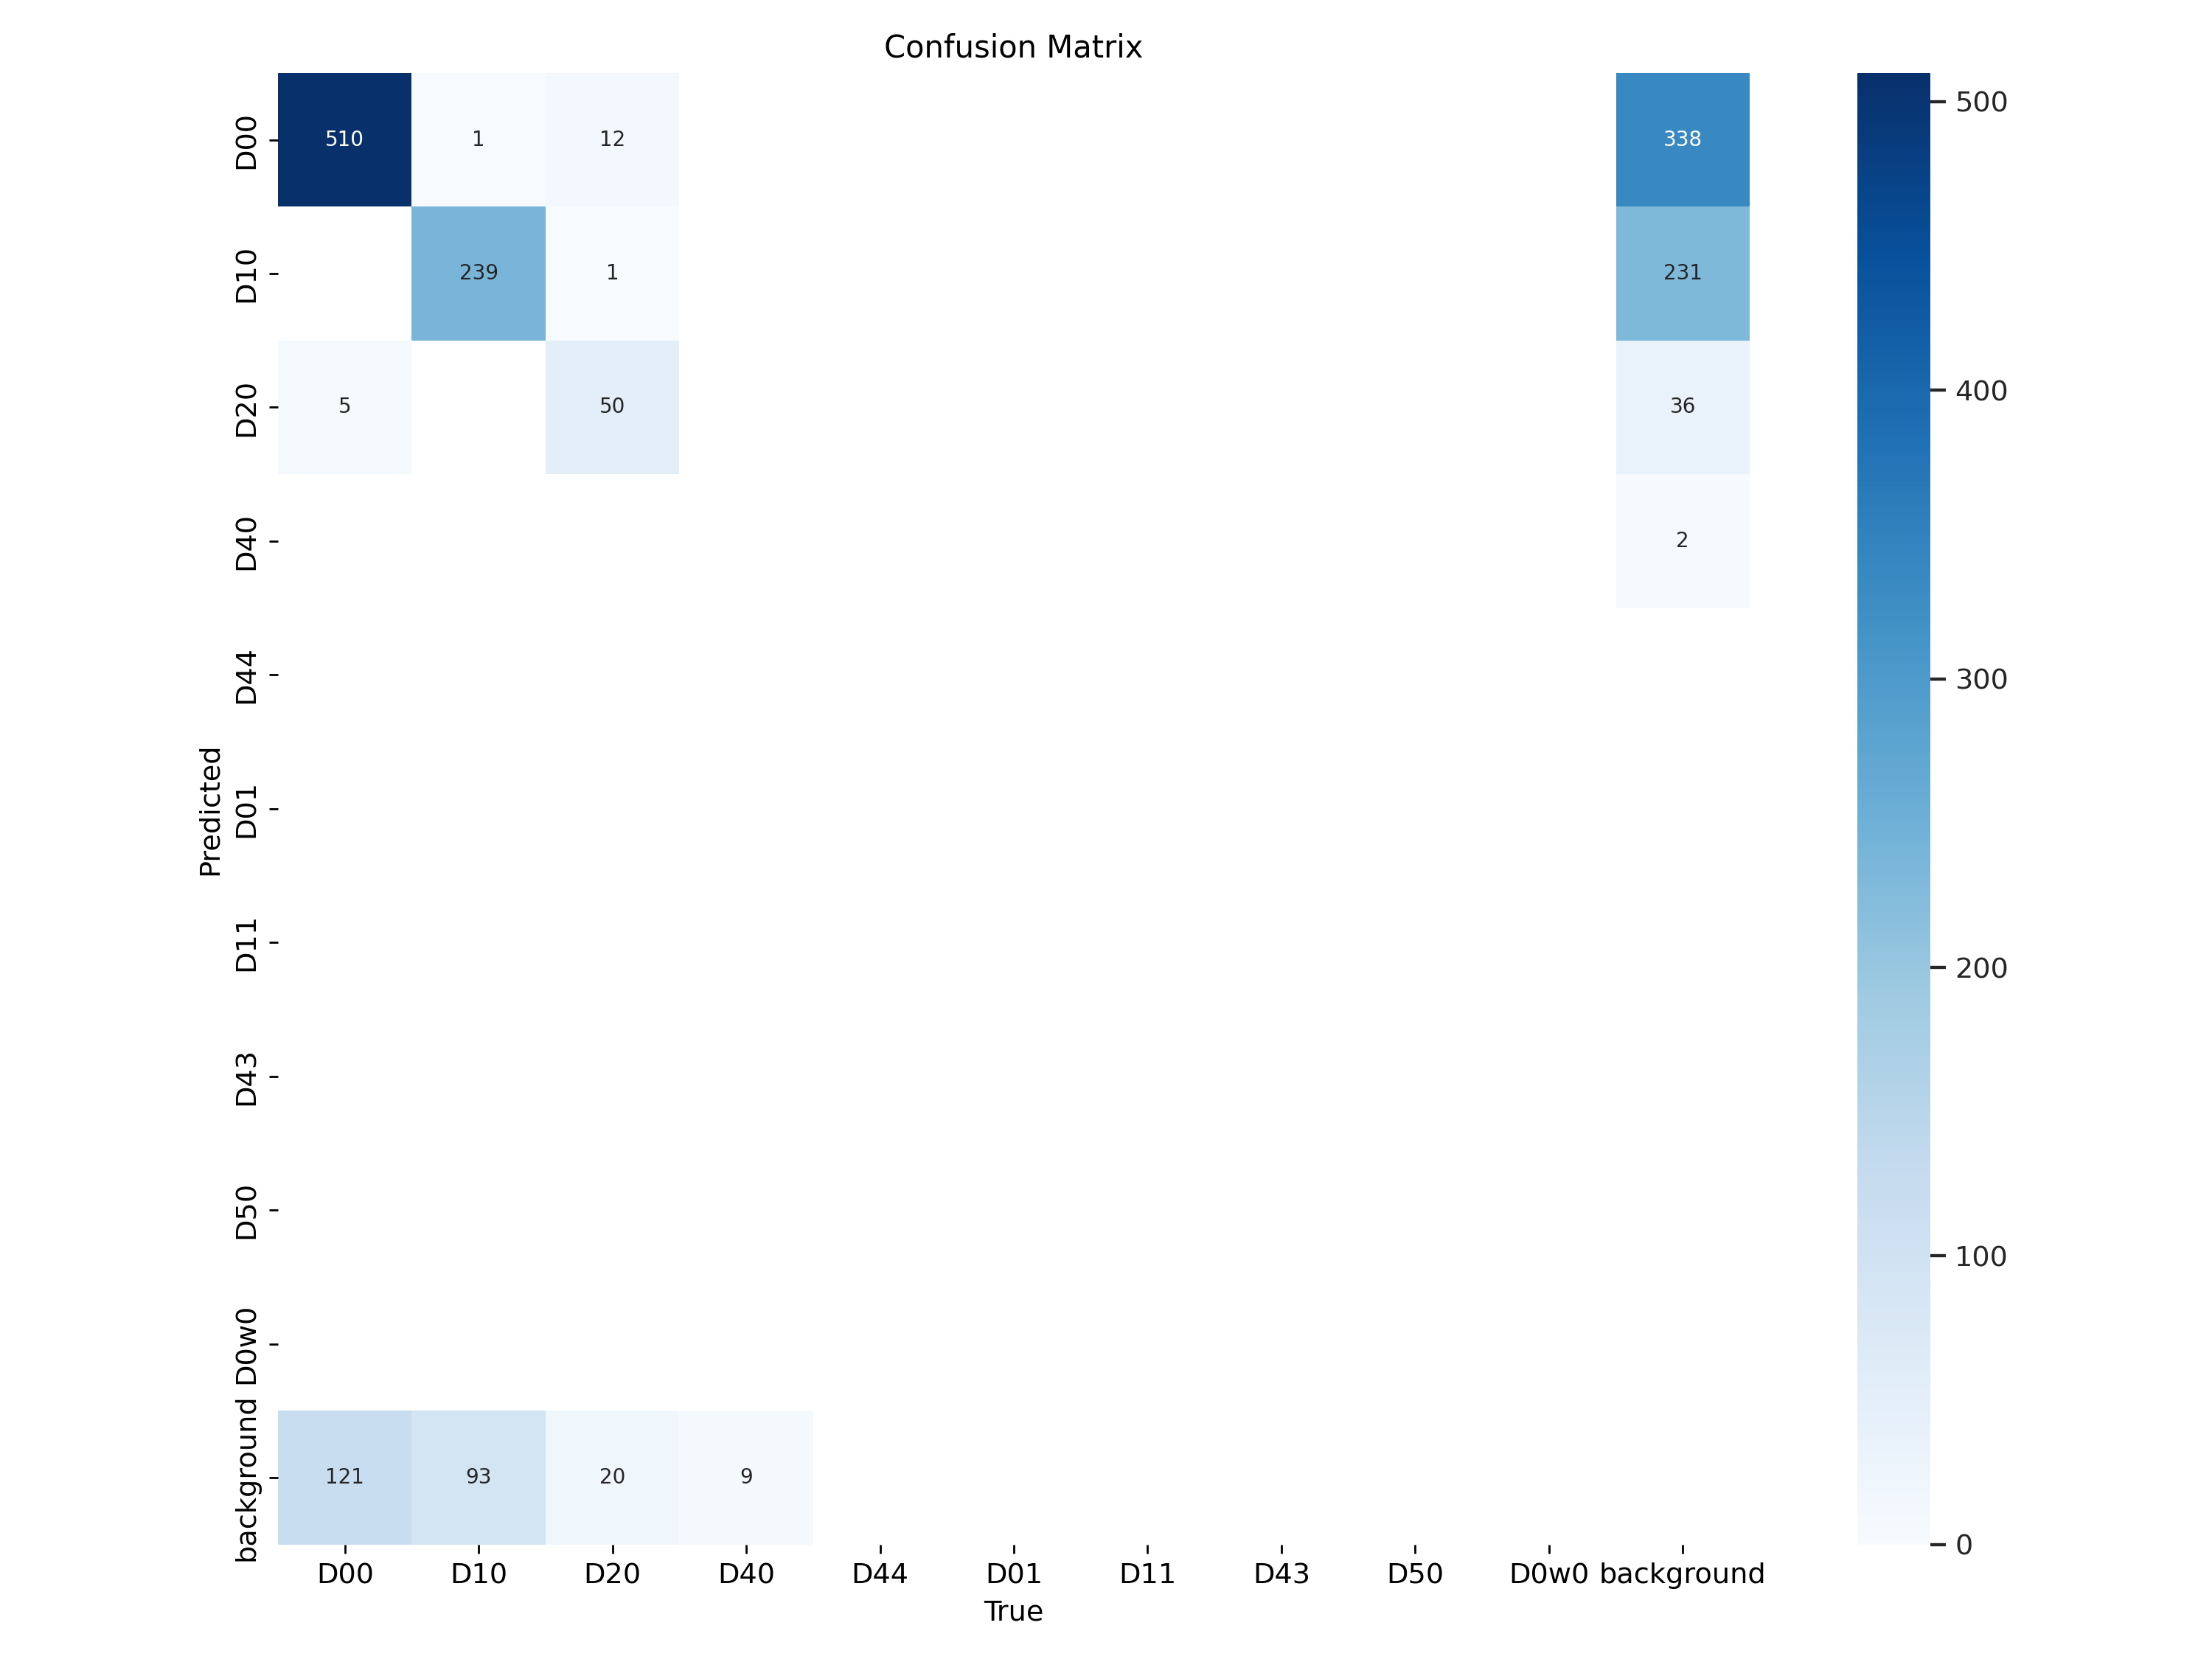 Confusion Matrix
D00 510 1 12 338 500
D10 239 1 231 400
D20 5 50 36
D40 2
D44 300
Predicted
D01
D11 200
D43
D50 100
D0w0
background 121 93 20 9 0
D00 D10 D20 D40 D44 D01 D11 D43 D50 D0w0 background
True